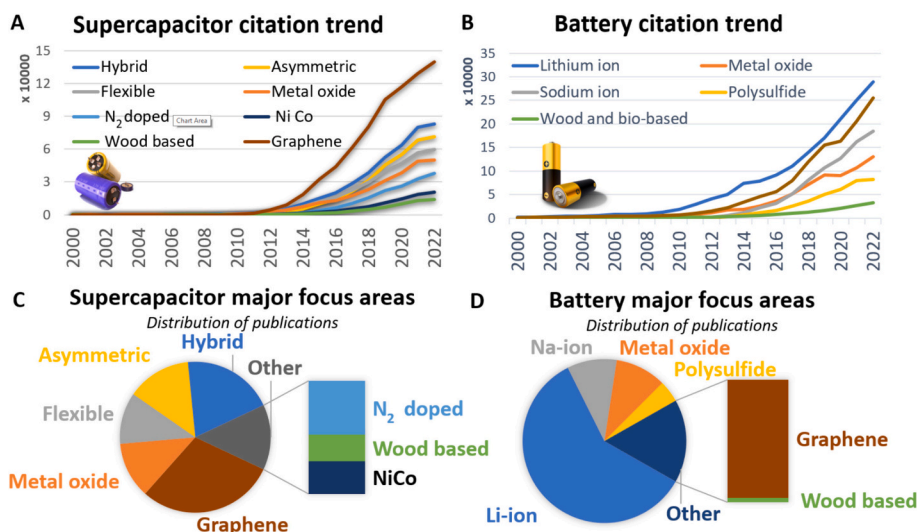 A Supercapacitor citation trend
x 10000
15
12
9
6
3
0
Hybrid
Asymmetric
Flexible
Metal oxide
N2 doped
Chart Area
Ni Co
Wood based
Graphene
2000
2002
2004
2006
2008
2010
2012
2014
2016
2018
2020
2022
B Battery citation trend
x 10000
35
30
25
20
15
10
5
0
Lithium ion
Metal oxide
Sodium ion
Polysulfide
Wood and bio-based
2000
2002
2004
2006
2008
2010
2012
2014
2016
2018
2020
2022
C Supercapacitor major focus areas
Distribution of publications
Hybrid
Asymmetric
Other
Flexible
Metal oxide
Graphene
N2 doped
Wood based
NiCo
D Battery major focus areas
Distribution of publications
Na-ion
Metal oxide
Polysulfide
Li-ion
Other
Graphene
Wood based